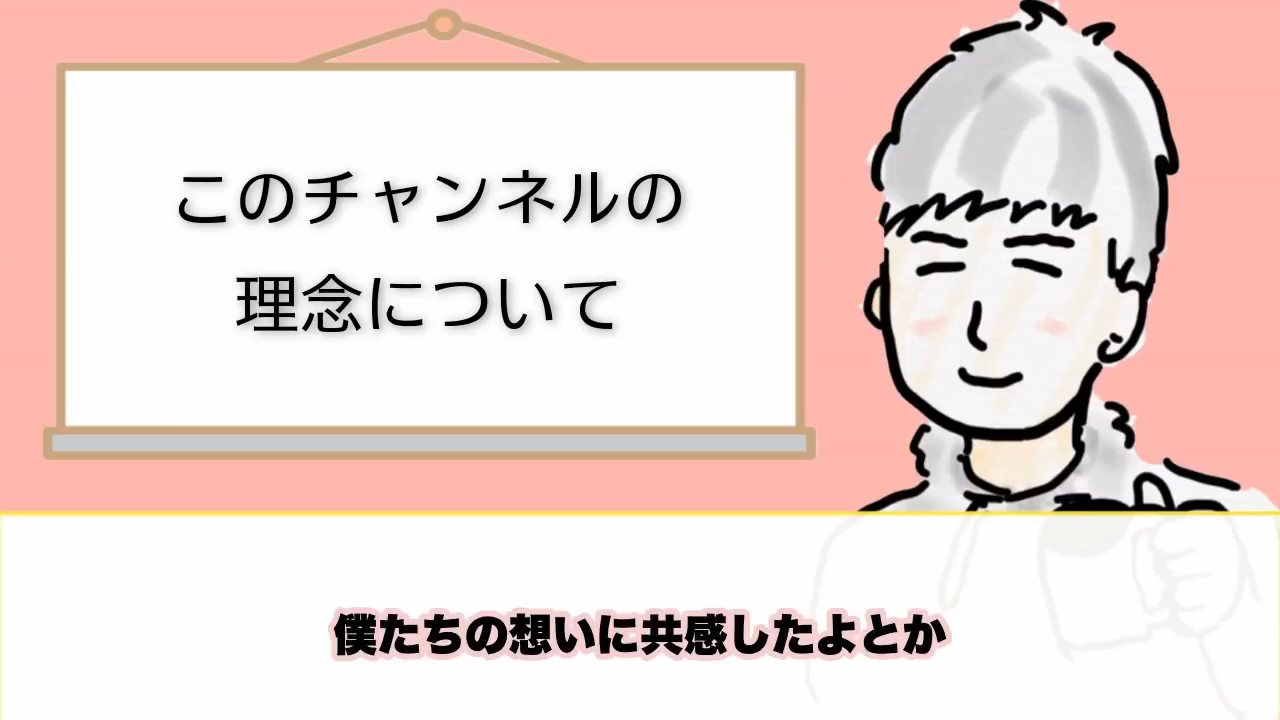 このチャンネルの
理念について
僕たちの想いに共感したよとか